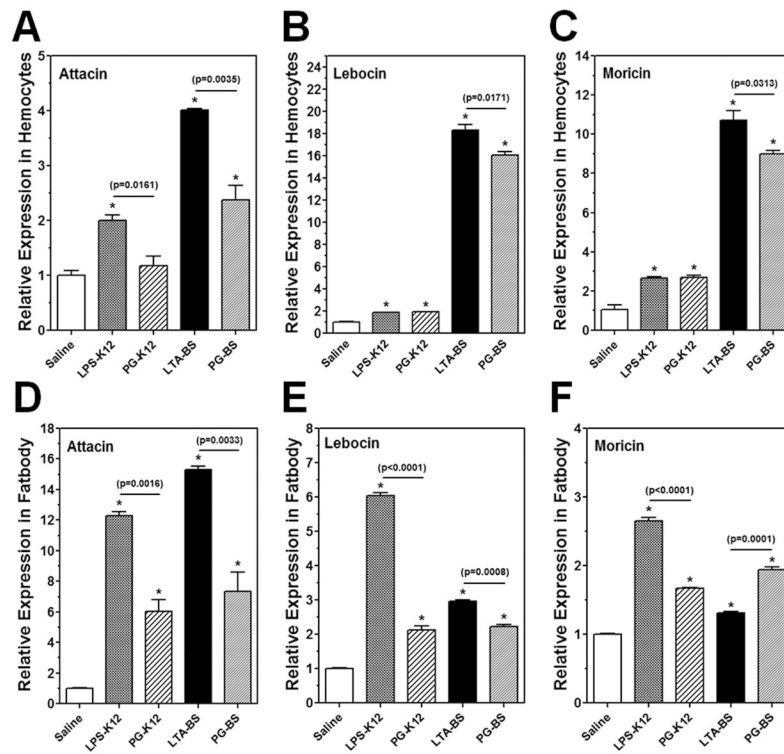 A
Relative Expression in Hemocytes
Attacin
(p=0.0035)
(p=0.0161)
*
*
*
5
4
3
2
1
0
Saline
LPS-K12
PG-K12
LTA-BS
PG-BS
B
Relative Expression in Hemocytes
Lebocin
(p=0.0171)
*
*
*
*
24
22
20
18
16
14
12
10
8
6
4
2
0
Saline
LPS-K12
PG-K12
LTA-BS
PG-BS
C
Relative Expression in Hemocytes
Moricin
(p=0.0313)
*
*
*
*
14
12
10
8
6
4
2
0
Saline
LPS-K12
PG-K12
LTA-BS
PG-BS
D
Relative Expression in Fatbody
Attacin
(p=0.0033)
(p=0.0016)
*
*
*
*
18
16
14
12
10
8
6
4
2
0
Saline
LPS-K12
PG-K12
LTA-BS
PG-BS
E
Relative Expression in Fatbody
Lebocin
(p<0.0001)
(p=0.0008)
*
*
*
*
8
7
6
5
4
3
2
1
0
Saline
LPS-K12
PG-K12
LTA-BS
PG-BS
F
Relative Expression in Fatbody
Moricin
(p<0.0001)
(p=0.0001)
*
*
*
*
4
3
2
1
0
Saline
LPS-K12
PG-K12
LTA-BS
PG-BS